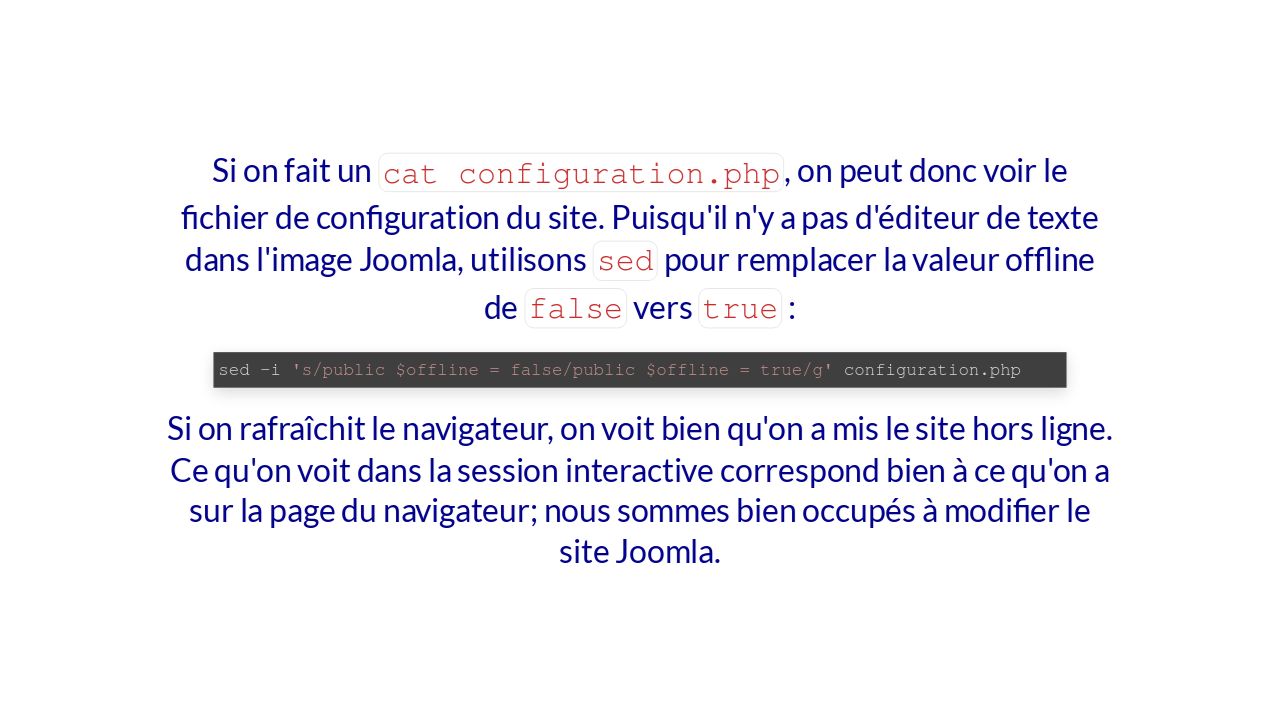 Si on fait un cat configuration.php, on peut donc voir le
fichier de configuration du site. Puisqu'il n'y a pas d'éditeur de texte
dans l'image Joomla, utilisons sed pour remplacer la valeur offline
de false vers true :
sed -i 's/public $offline = false/public $offline = true/g' configuration.php
Si on rafraîchit le navigateur, on voit bien qu'on a mis le site hors ligne.
Ce qu'on voit dans la session interactive correspond bien à ce qu'on a
sur la page du navigateur; nous sommes bien occupés à modifier le
site Joomla.